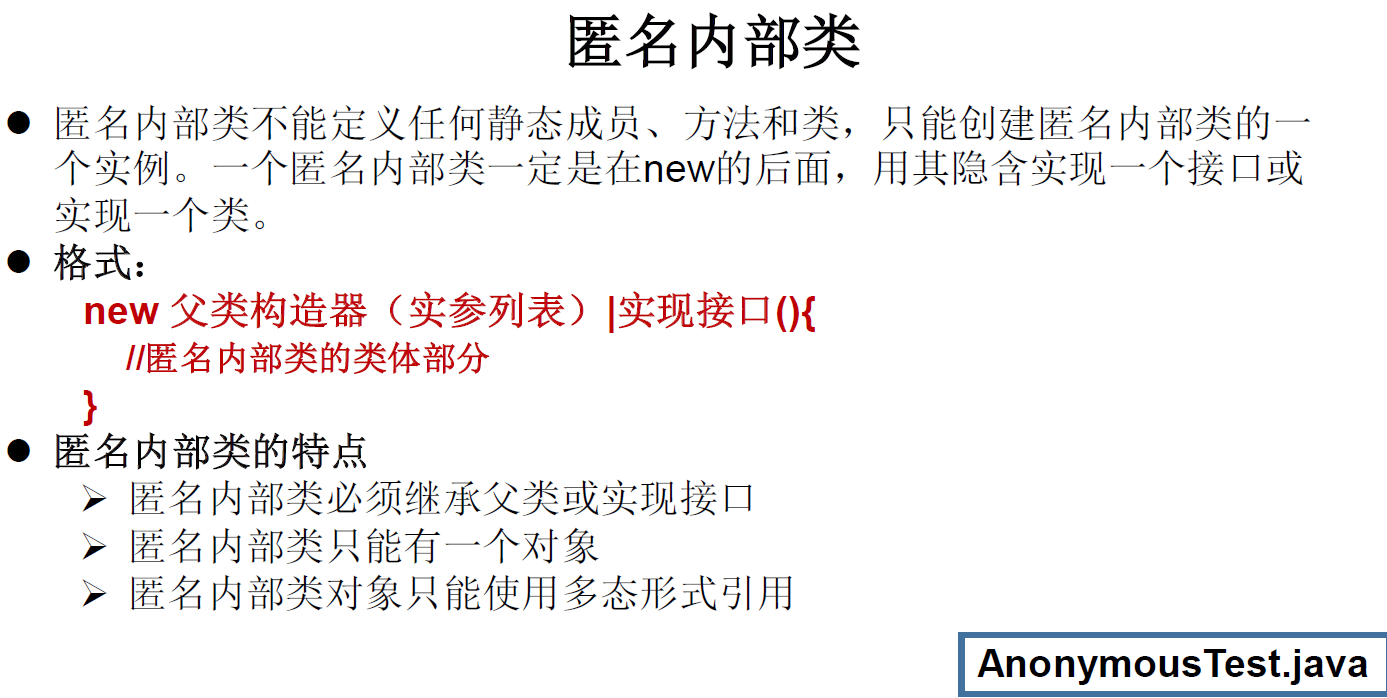 匿名内部类
● 匿名内部类不能定义任何静态成员、方法和类，只能创建匿名内部类的一
个实例。一个匿名内部类一定是在new的后面，用其隐含实现一个接口或
实现一个类。
● 格式：
new 父类构造器（实参列表）|实现接口(){
//匿名内部类的类体部分
}
● 匿名内部类的特点
➢ 匿名内部类必须继承父类或实现接口
➢ 匿名内部类只能有一个对象
➢ 匿名内部类对象只能使用多态形式引用
AnonymousTest.java